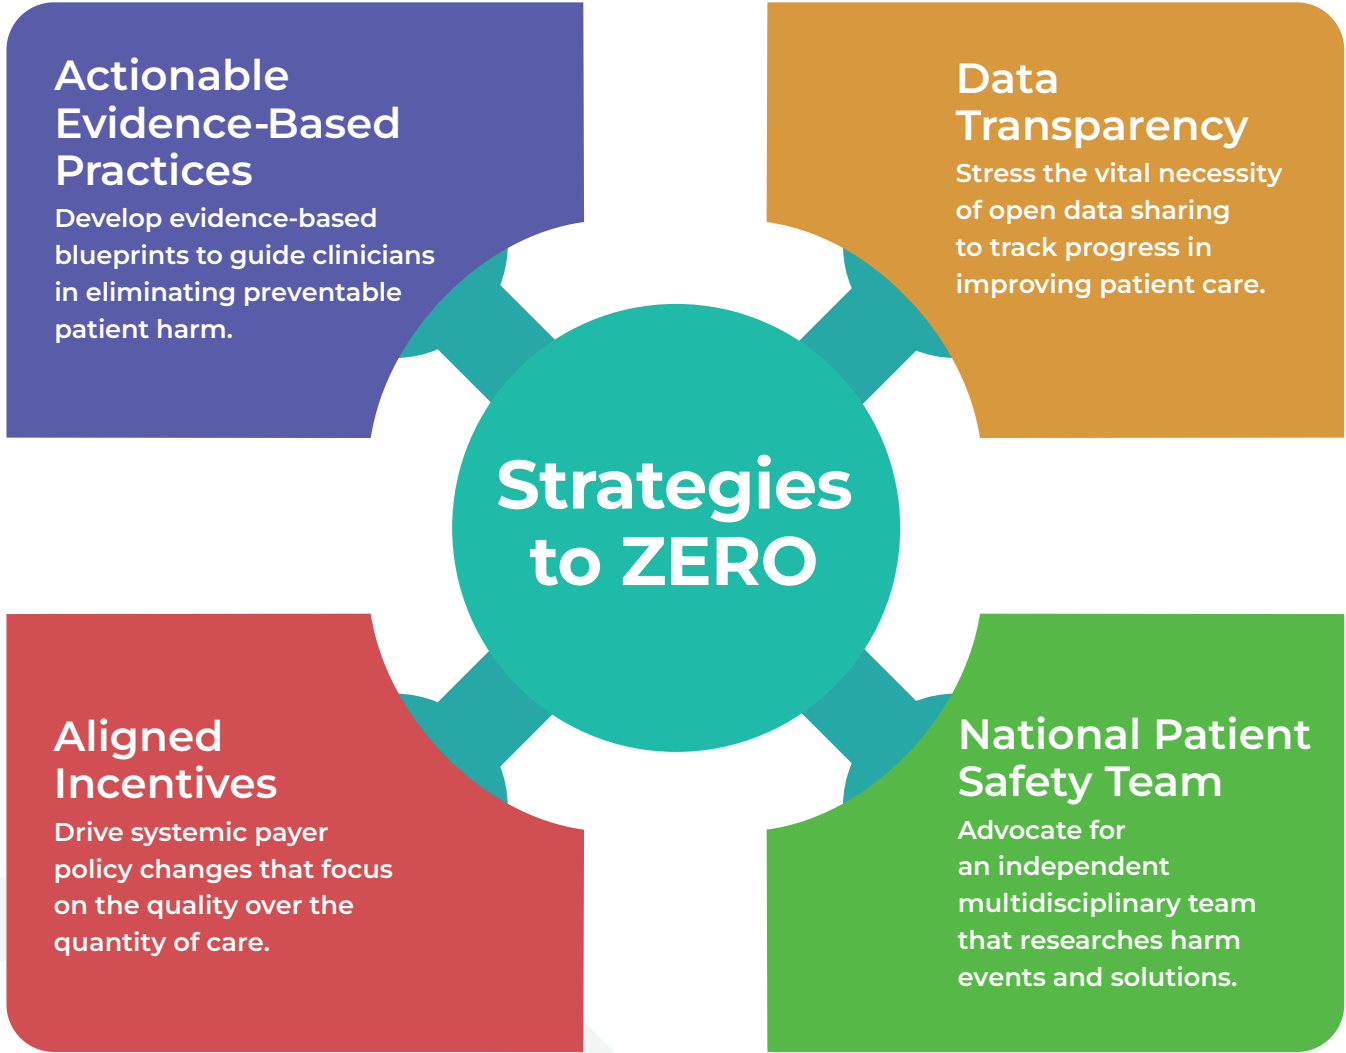 Actionable
Evidence-Based
Practices
Develop evidence-based
blueprints to guide clinicians
in eliminating preventable
patient harm.
Data
Transparency
Stress the vital necessity
of open data sharing
to track progress in
improving patient care.
Strategies
to ZERO
Aligned
Incentives
Drive systemic payer
policy changes that focus
on the quality over the
quantity of care.
National Patient
Safety Team
Advocate for
an independent
multidisciplinary team
that researches harm
events and solutions.